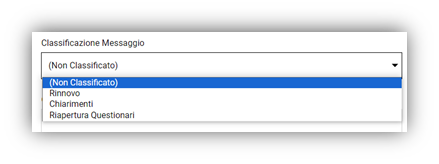 Classificazione Messaggio
(Non Classificato)
(Non Classificato)
Rinnovo
Chiarimenti
Riapertura Questionari